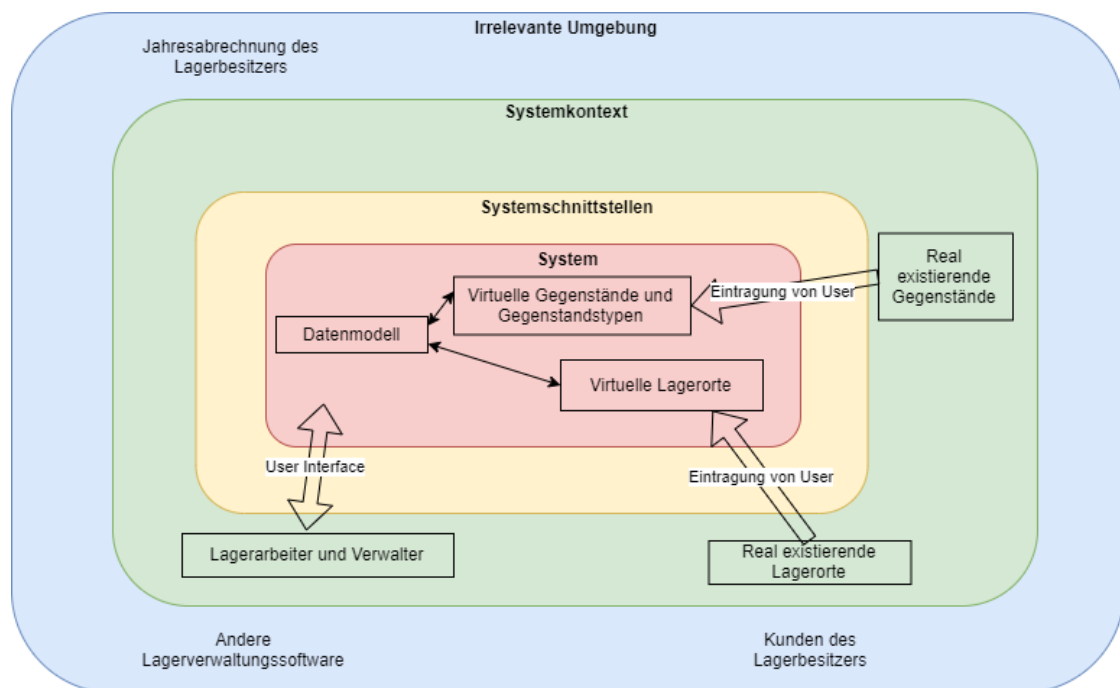 Irrelevante Umgebung
Jahresabrechnung des
Lagerbesitzers
Systemkontext
Systemschnittstellen
System
Real
existierende
Gegenstände
Eintragung von User
Virtuelle Gegenstände und
Gegenstandstypen
Datenmodell
Virtuelle Lagerorte
User Interface
Eintragung von User
Lagerarbeiter und Verwalter
Real existierende
Lagerorte
Andere
Lagerverwaltungssoftware
Kunden des
Lagerbesitzers